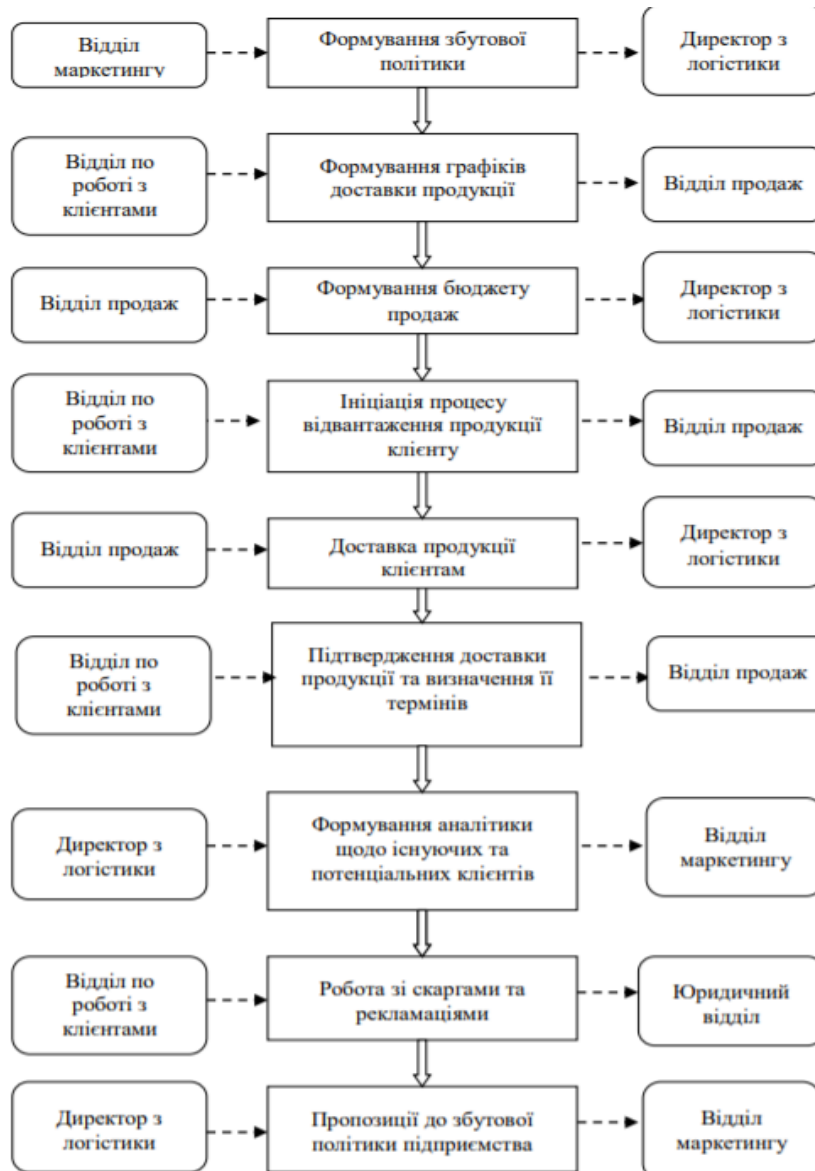 Відділ
маркетингу
Формування збутової
політики
Директор з
логістики
Відділ по
роботі з
клієнтами
Формування графіків
доставки продукції
Відділ продаж
Відділ продаж
Формування бюджету
продаж
Директор з
логістики
Відділ по
роботі з
клієнтами
Ініціація процесу
відвантаження продукції
клієнту
Відділ продаж
Відділ продаж
Доставка продукції
клієнтам
Директор з
логістики
Відділ по
роботі з
клієнтами
Підтвердження доставки
продукції та визначення її
термінів
Відділ продаж
Директор з
логістики
Формування аналітики
щодо існуючих та
потенціальних клієнтів
Відділ
маркетингу
Відділ по
роботі з
клієнтами
Робота зі скаргами та
рекламаціями
Юридичний
відділ
Директор з
логістики
Пропозиції до збутової
політики підприємства
Відділ
маркетингу